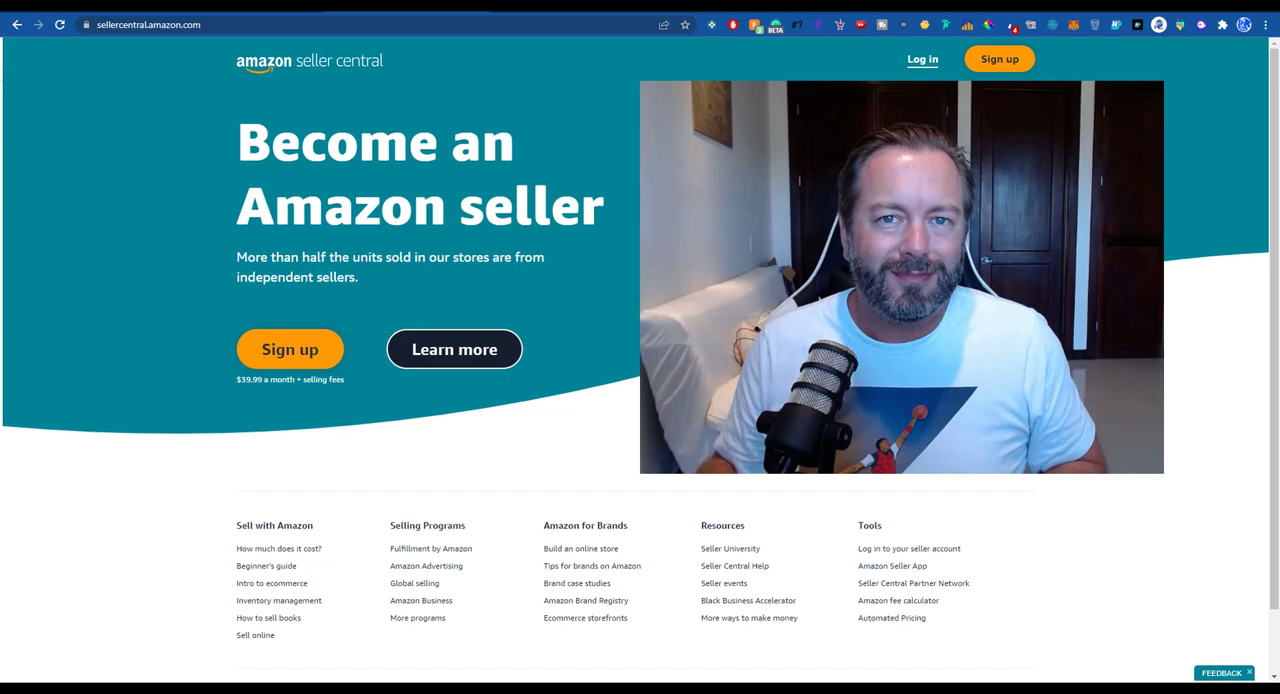 sellercentral.amazon.com
3
BETA
#?
4
amazon seller central
Log in
Sign up
Become an
Amazon seller
More than half the units sold in our stores are from
independent sellers.
Sign up
Learn more
$39.99 a month + selling fees
Sell with Amazon
How much does it cost?
Beginner's guide
Intro to ecommerce
Inventory management
How to sell books
Sell online
Selling Programs
Fulfillment by Amazon
Amazon Advertising
Global selling
Amazon Business
More programs
Amazon for Brands
Build an online store
Tips for brands on Amazon
Brand case studies
Amazon Brand Registry
Ecommerce storefronts
Resources
Seller University
Seller Central Help
Seller events
Black Business Accelerator
More ways to make money
Tools
Log in to your seller account
Amazon Seller App
Seller Central Partner Network
Amazon fee calculator
Automated Pricing
FEEDBACK